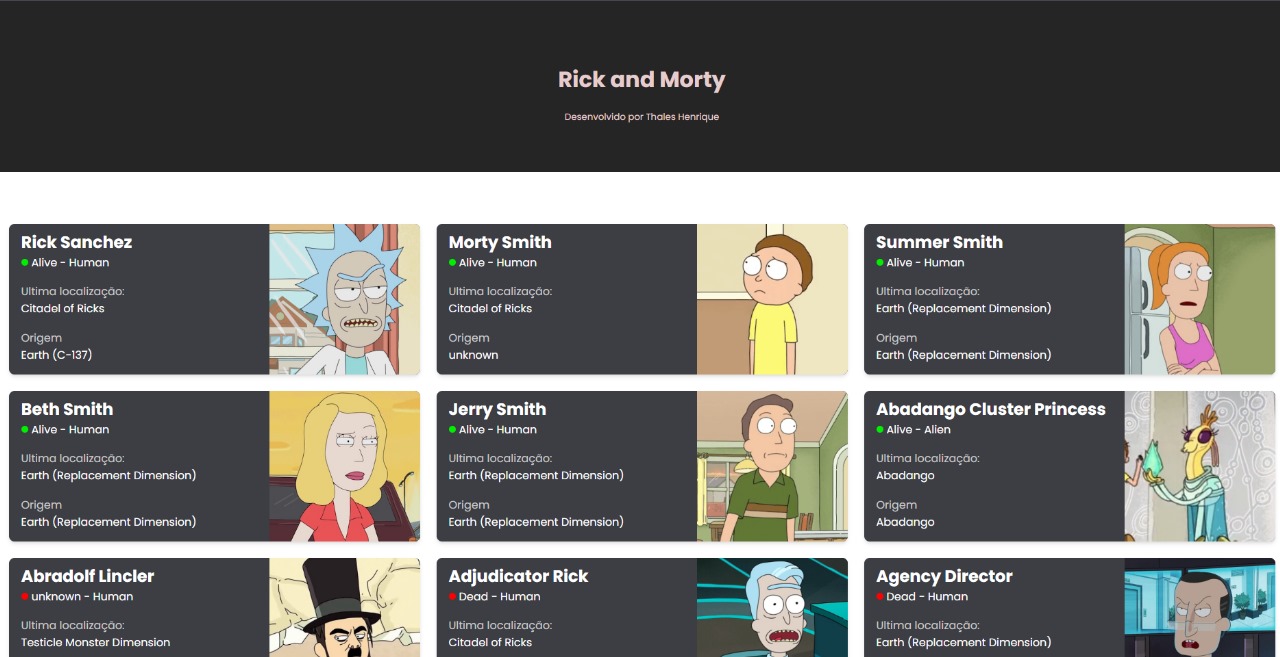 Rick and Morty
Desenvolvido por Thales Henrique
Rick Sanchez
Alive - Human
Ultima localização:
Citadel of Ricks
Origem
Earth (C-137)
Morty Smith
Alive - Human
Ultima localização:
Citadel of Ricks
Origem
unknown
Summer Smith
Alive - Human
Ultima localização:
Earth (Replacement Dimension)
Origem
Earth (Replacement Dimension)
Beth Smith
Alive - Human
Ultima localização:
Earth (Replacement Dimension)
Origem
Earth (Replacement Dimension)
Jerry Smith
Alive - Human
Ultima localização:
Earth (Replacement Dimension)
Origem
Earth (Replacement Dimension)
Abadango Cluster Princess
Alive - Alien
Ultima localização:
Abadango
Origem
Abadango
Abradolf Lincler
unknown - Human
Ultima localização:
Testicle Monster Dimension
Adjudicator Rick
Dead - Human
Ultima localização:
Citadel of Ricks
Agency Director
Dead - Human
Ultima localização:
Earth (Replacement Dimension)